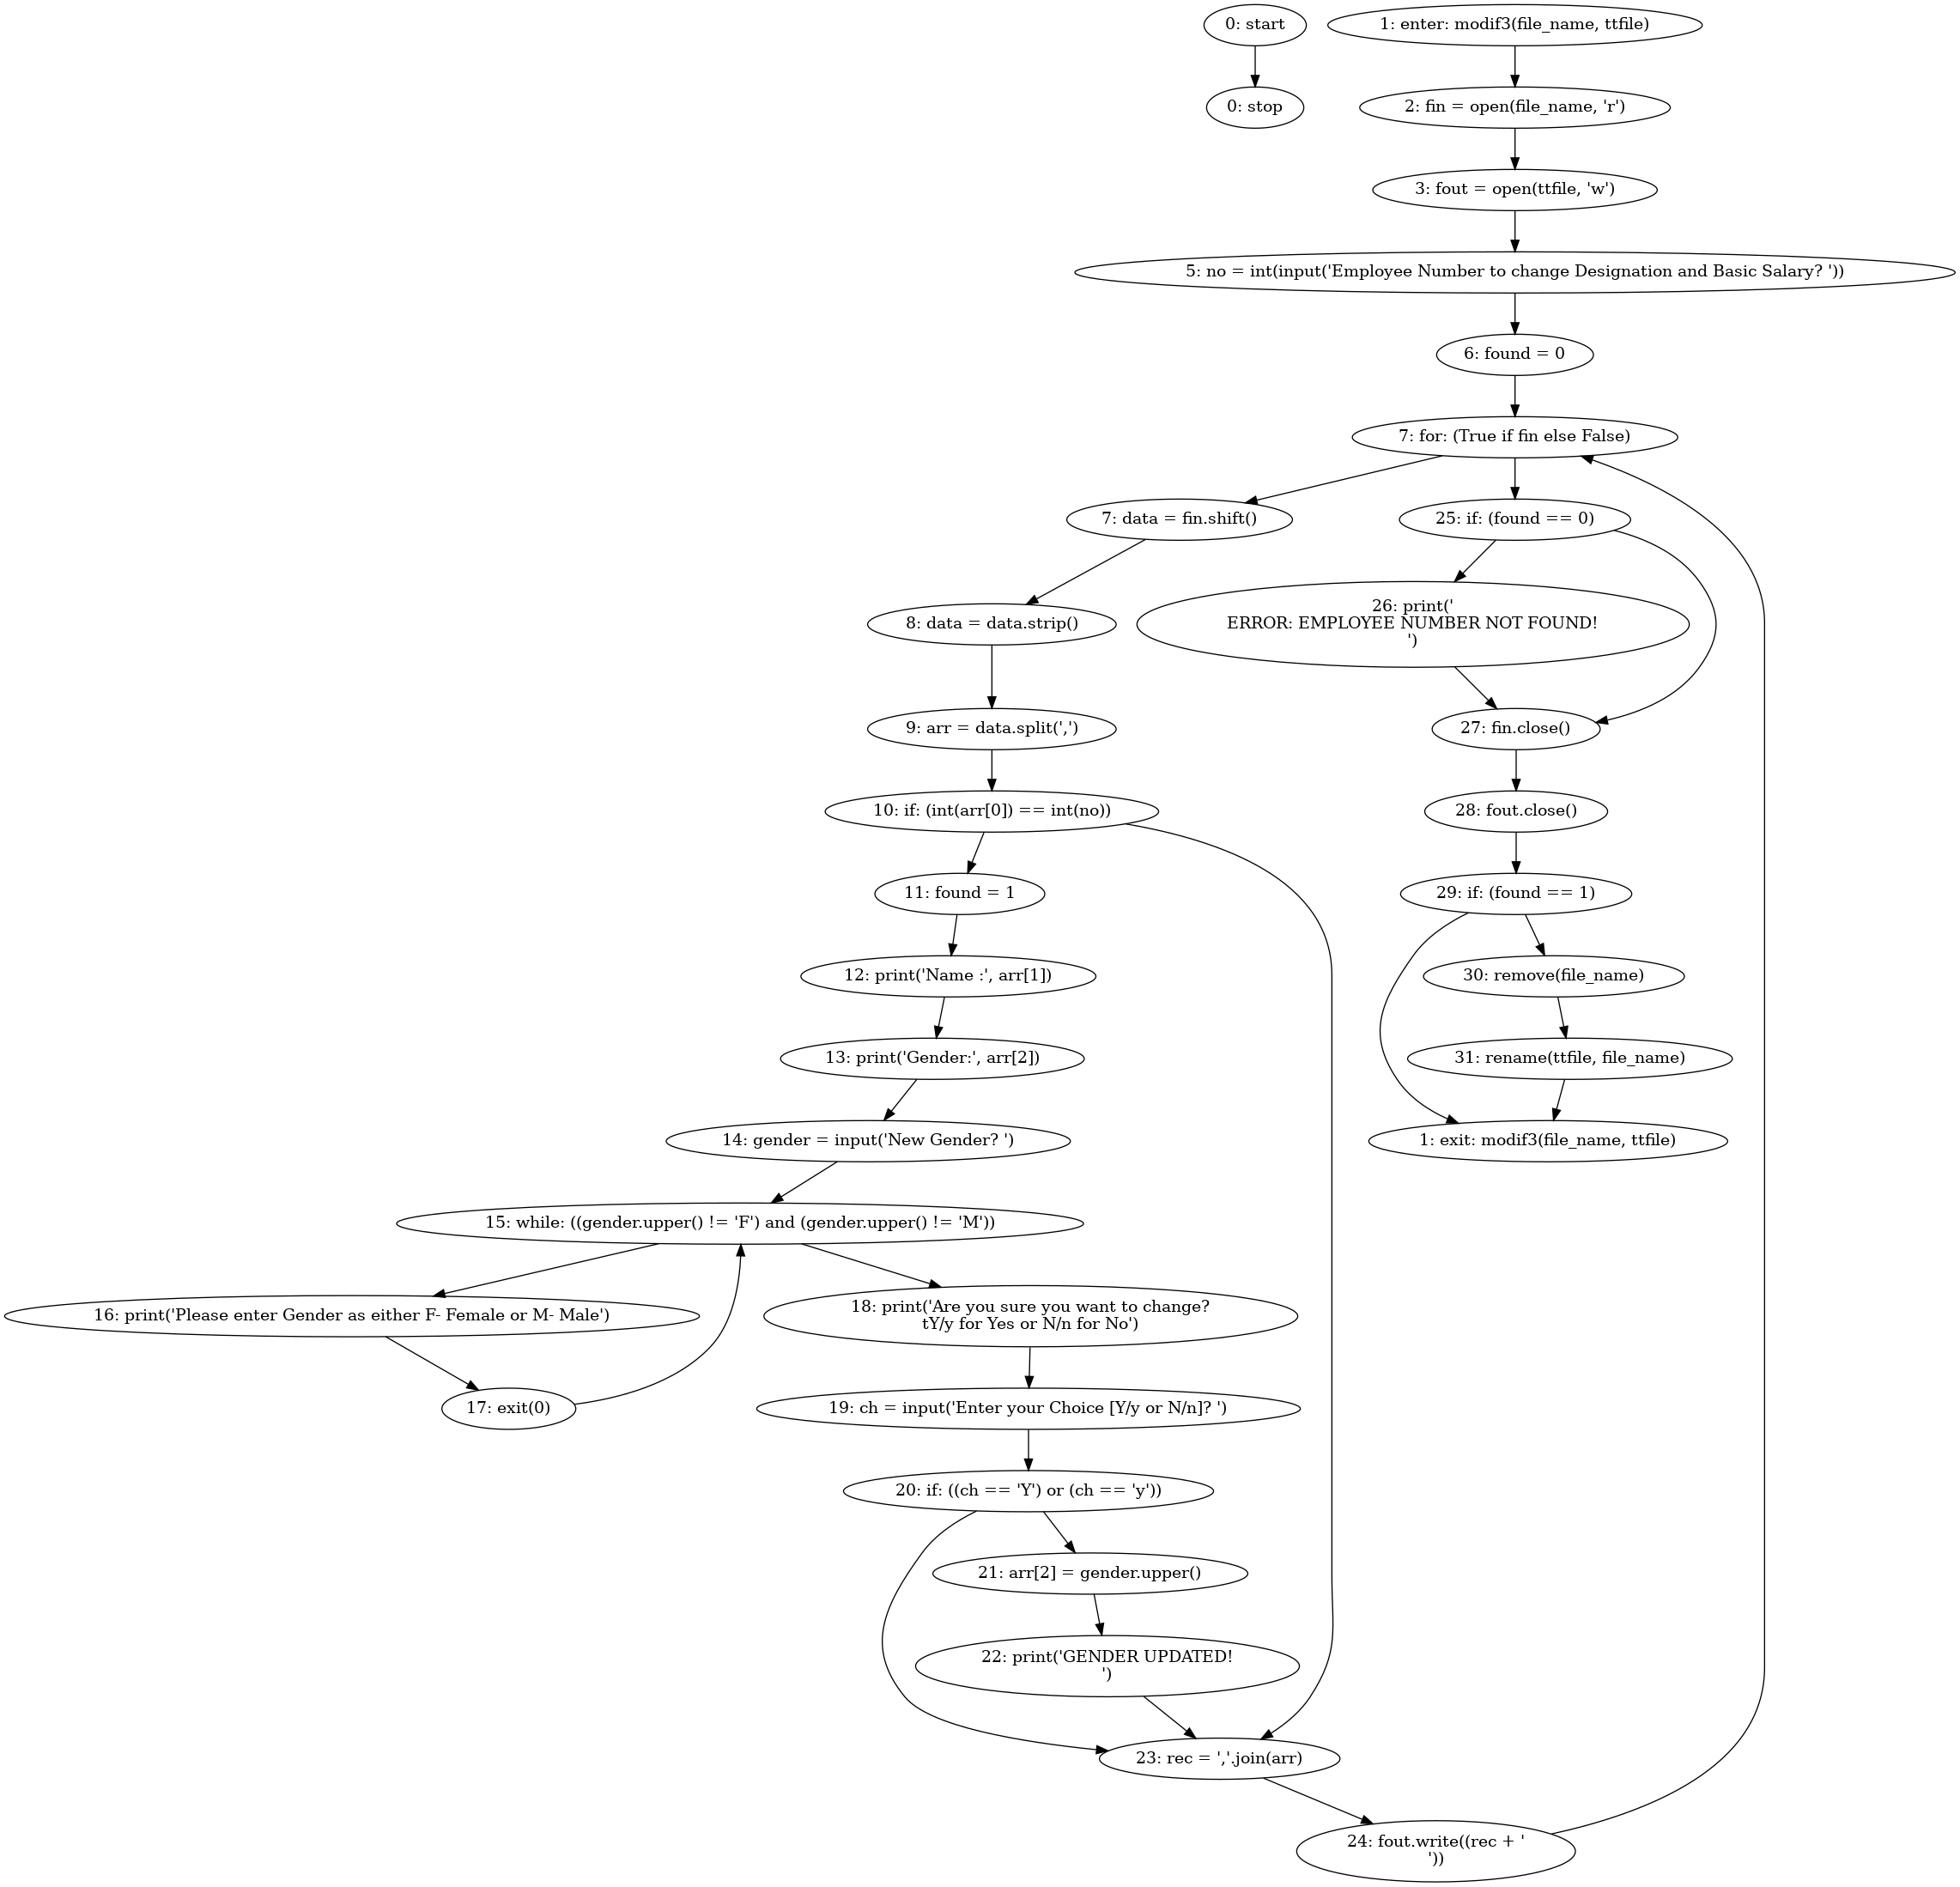 0: start
0: stop
1: enter: modif3(file_name, ttfile)
2: fin = open(file_name, 'r')
3: fout = open(ttfile, 'w')
5: no = int(input('Employee Number to change Designation and Basic Salary? '))
6: found = 0
7: for: (True if fin else False)
7: data = fin.shift()
25: if: (found == 0)
8: data = data.strip()
26: print('
ERROR: EMPLOYEE NUMBER NOT FOUND!
')
9: arr = data.split(',')
27: fin.close()
10: if: (int(arr[0]) == int(no))
28: fout.close()
11: found = 1
29: if: (found == 1)
12: print('Name :', arr[1])
30: remove(file_name)
13: print('Gender:', arr[2])
31: rename(ttfile, file_name)
14: gender = input('New Gender? ')
1: exit: modif3(file_name, ttfile)
15: while: ((gender.upper() != 'F') and (gender.upper() != 'M'))
16: print('Please enter Gender as either F- Female or M- Male')
18: print('Are you sure you want to change?
tY/y for Yes or N/n for No')
17: exit(0)
19: ch = input('Enter your Choice [Y/y or N/n]? ')
20: if: ((ch == 'Y') or (ch == 'y'))
21: arr[2] = gender.upper()
22: print('GENDER UPDATED!
')
23: rec = ','.join(arr)
24: fout.write((rec + '
'))